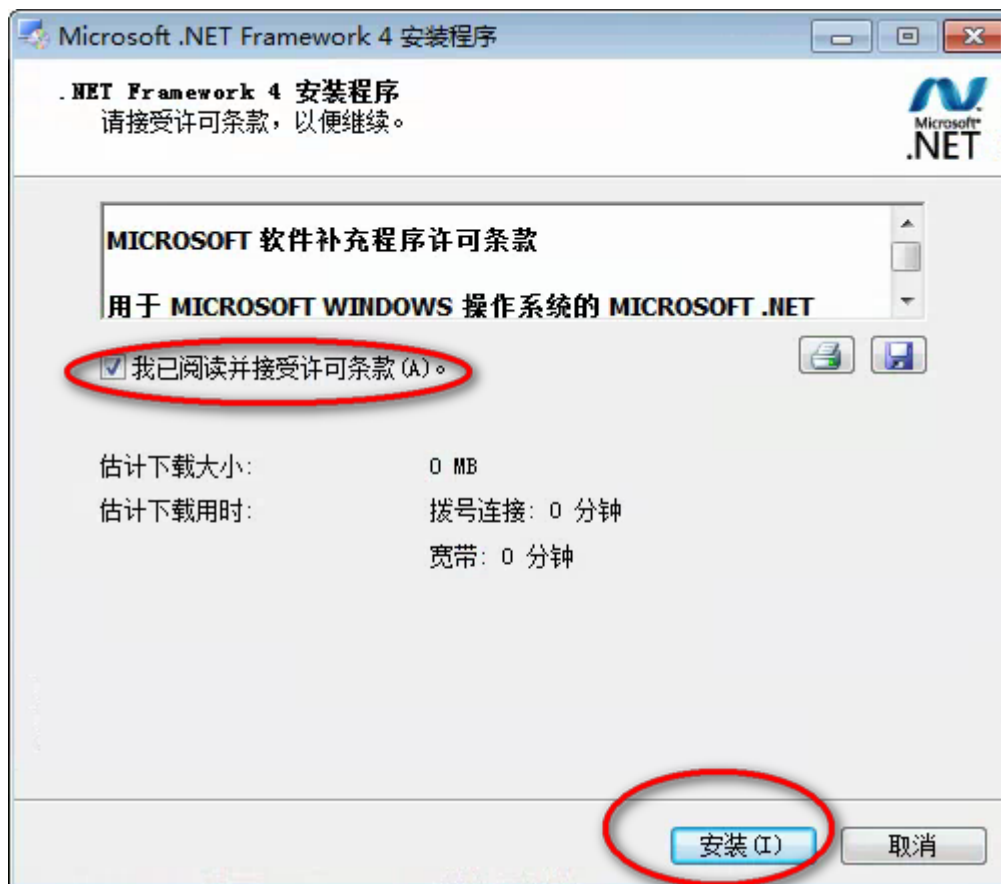 Microsoft .NET Framework 4 安装程序
.NET Framework 4 安装程序
请接受许可条款，以便继续。
Microsoft®
.NET
MICROSOFT 软件补充程序许可条款
用于 MICROSOFT WINDOWS 操作系统的 MICROSOFT .NET
我已阅读并接受许可条款(A)。
估计下载大小: 0 MB
估计下载用时: 拨号连接: 0 分钟
宽带: 0 分钟
安装(I) 取消